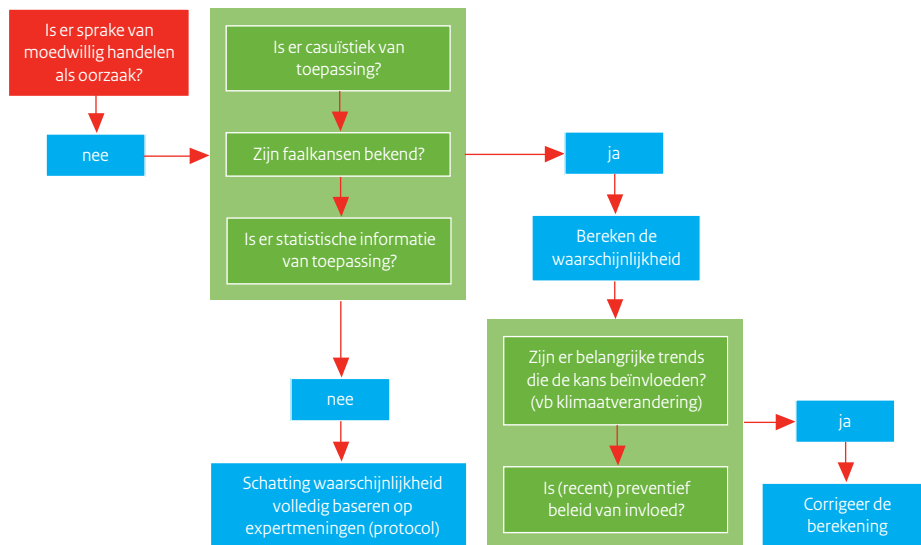 Is er sprake van
moedwillig handelen
als oorzaak?
nee
Is er casuïstiek van
toepassing?
Zijn faalkansen bekend?
Is er statistische informatie
van toepassing?
ja
Bereken de
waarschijnlijkheid
nee
Schatting waarschijnlijkheid
volledig baseren op
expertmeningen (protocol)
Zijn er belangrijke trends
die de kans beïnvloeden?
(vb klimaatverandering)
Is (recent) preventief
beleid van invloed?
ja
Corrigeer de
berekening